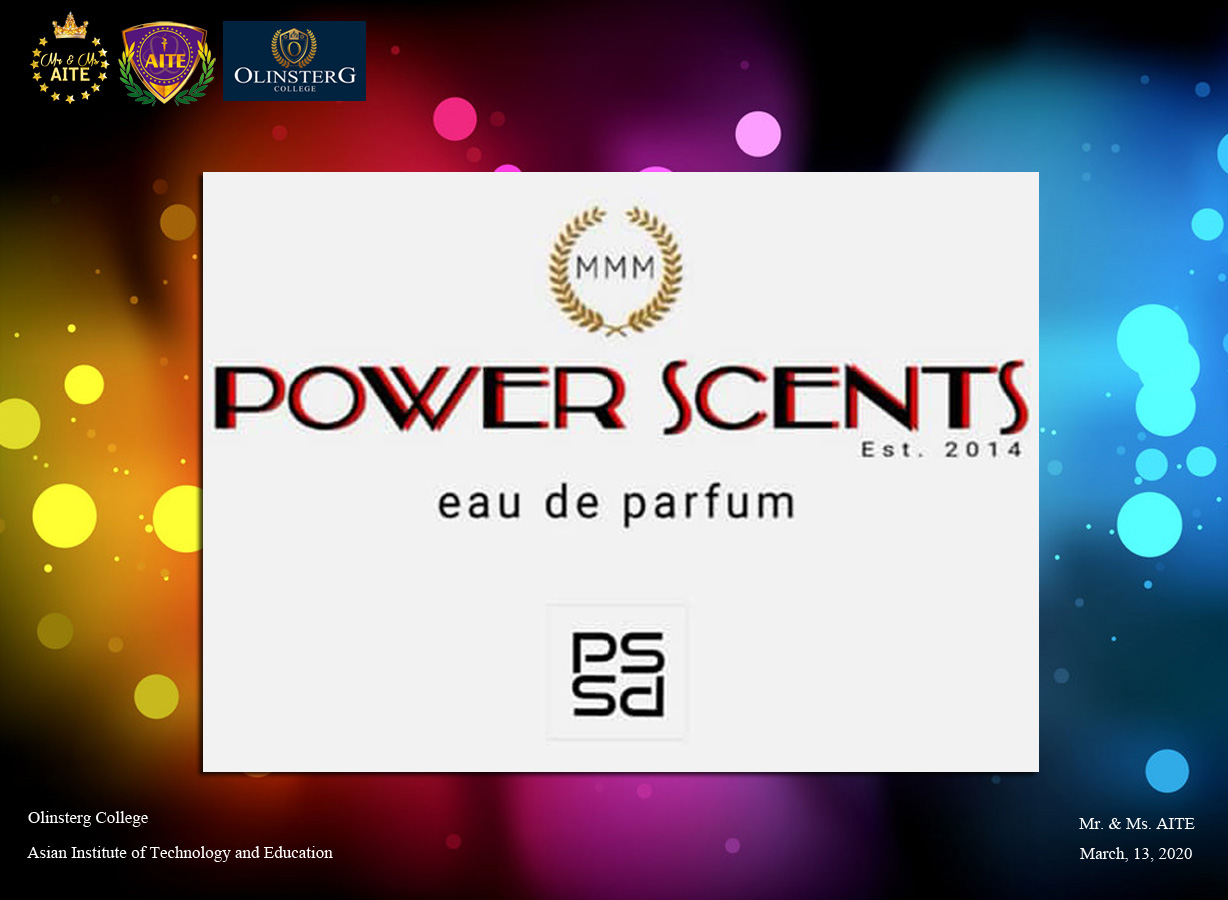 Mr. & Ms.
AITE
AITE
OLINSTERG
COLLEGE
MMM
POWER SCENTS
Est. 2014
eau de parfum
PS
Sd
Olinsterg College
Asian Institute of Technology and Education
Mr. & Ms. AITE
March, 13, 2020